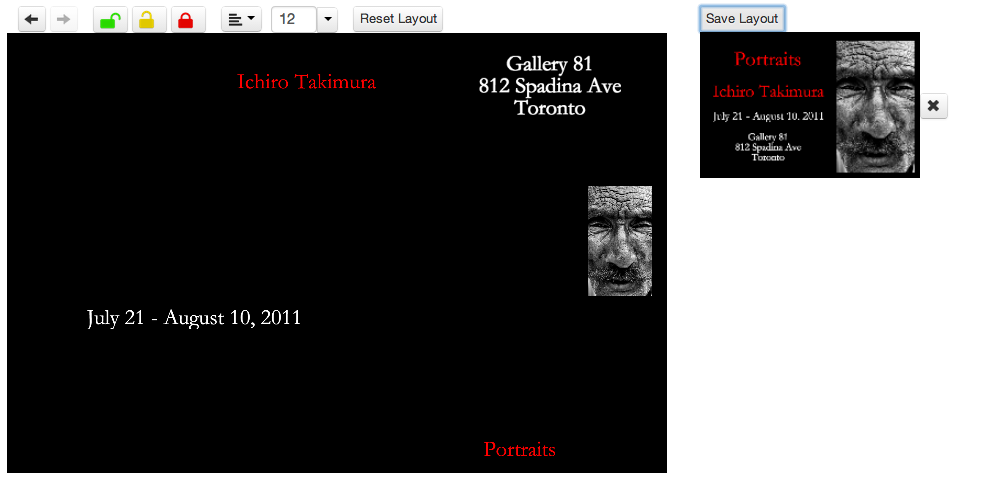 12
Reset Layout
Save Layout
Ichiro Takimura
Gallery 81
812 Spadina Ave
Toronto
July 21 - August 10, 2011
Portraits
Portraits
Ichiro Takimura
July 21 - August 10, 2011
Gallery 81
812 Spadina Ave
Toronto